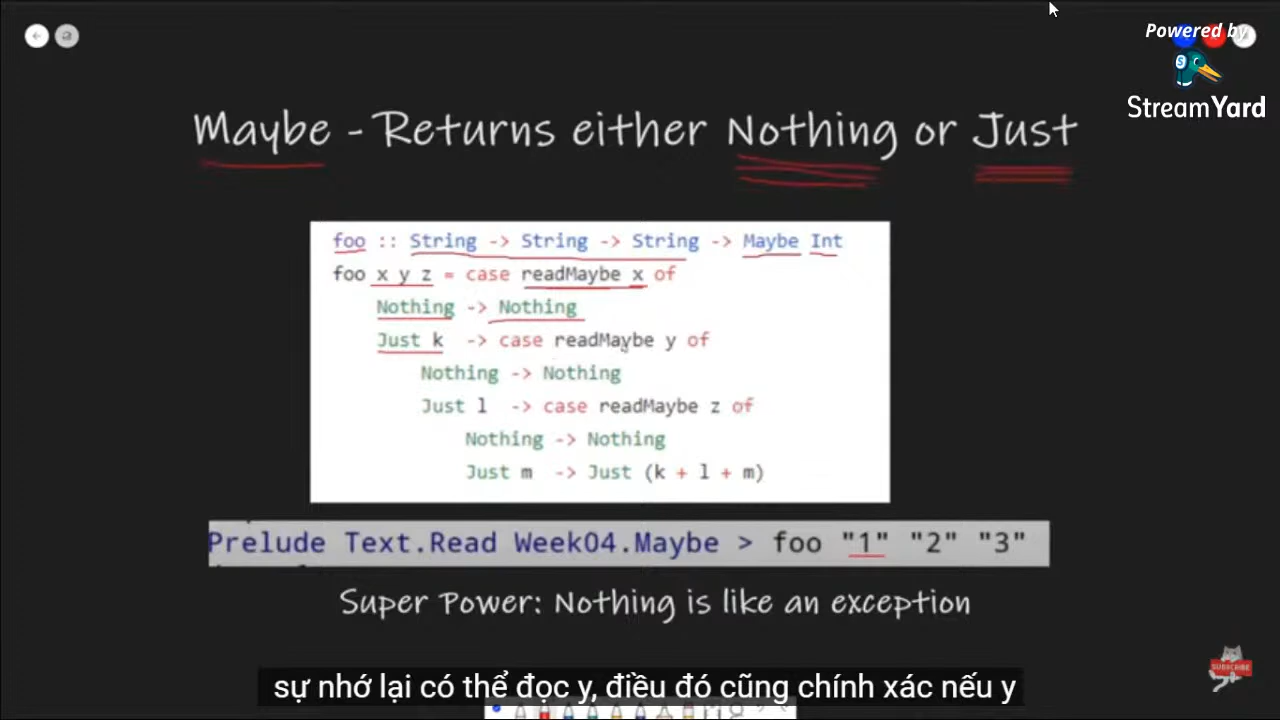 Powered by
StreamYard
Maybe - Returns either Nothing or Just
foo :: String -> String -> String -> Maybe Int
foo x y z = case readMaybe x of
Nothing -> Nothing
Just k -> case readMaybe y of
Nothing -> Nothing
Just l -> case readMaybe z of
Nothing -> Nothing
Just m -> Just (k + l + m)
Prelude Text.Read Week04.Maybe > foo "1" "2" "3"
Super Power: Nothing is like an exception
SUBSCRIBE
sự nhớ lại có thể đọc y, điều đó cũng chính xác nếu y